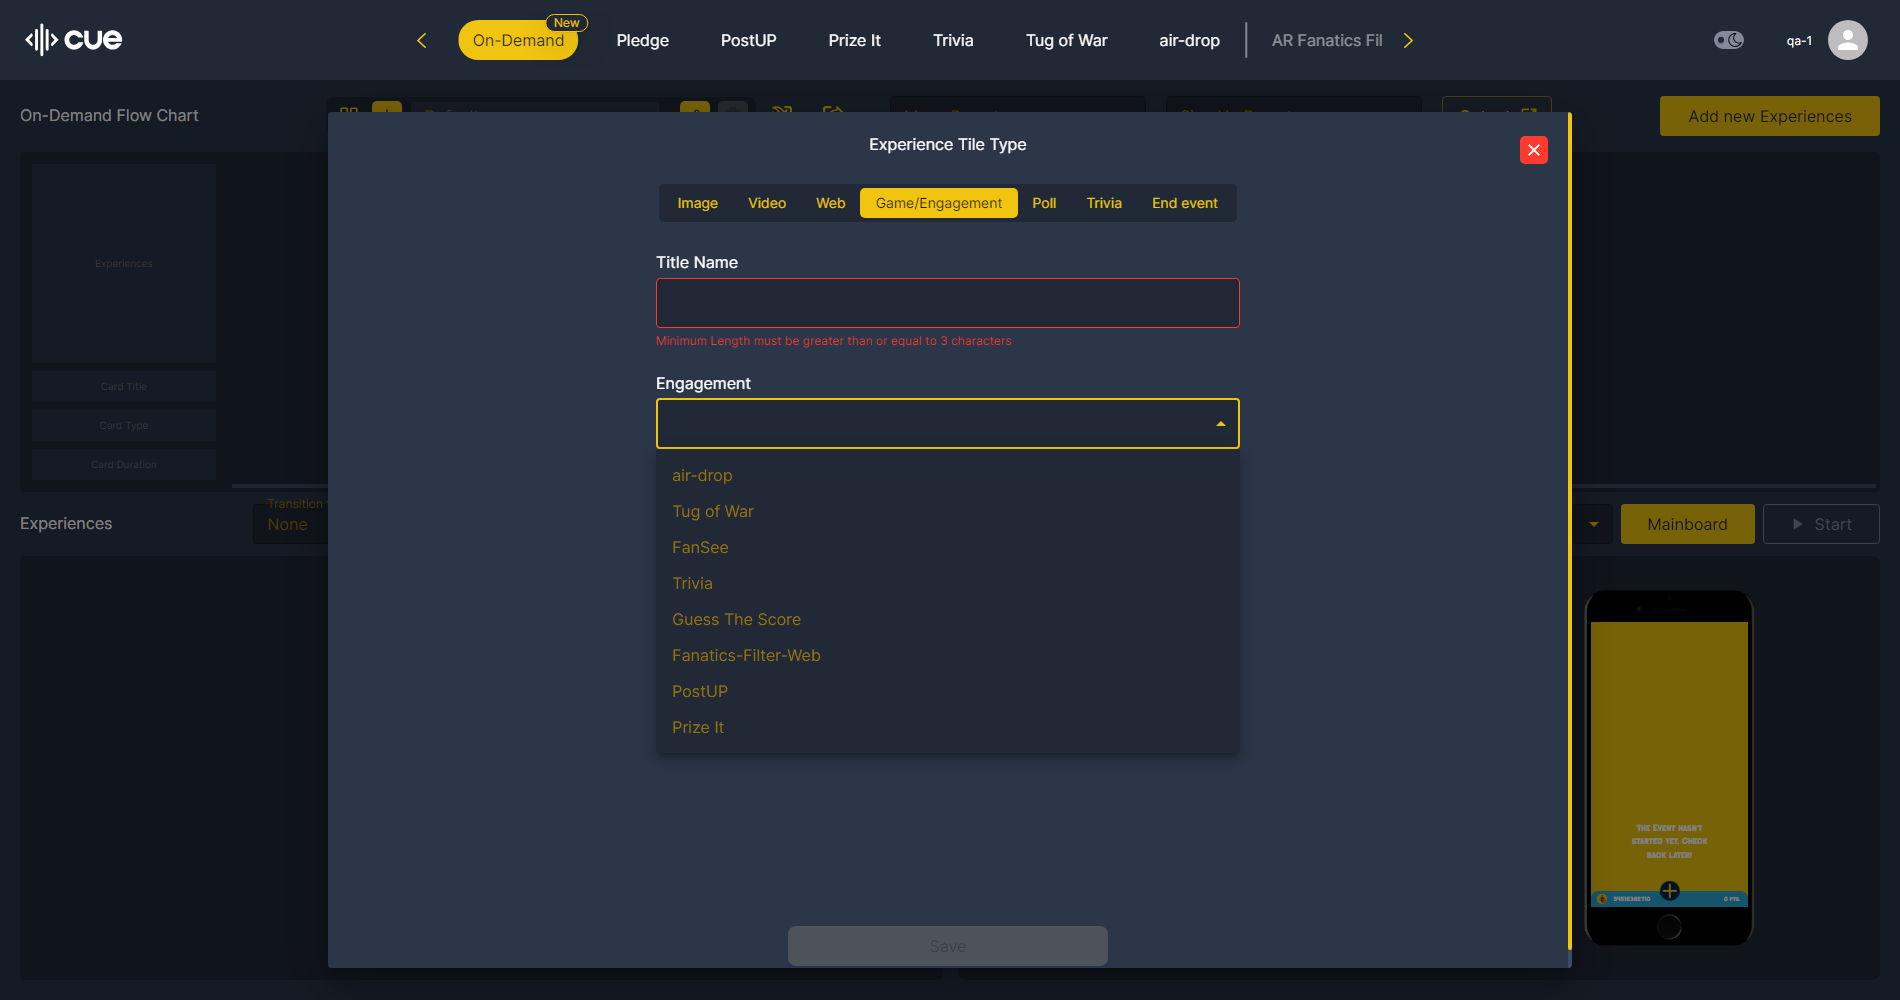 cue
On-Demand
New
Pledge
PostUP
Prize It
Trivia
Tug of War
air-drop
AR Fanatics Fil
qa-1
On-Demand Flow Chart
Add new Experiences
Experience Tile Type
Image
Video
Web
Game/Engagement
Poll
Trivia
End event
Experiences
Card Title
Card Type
Card Duration
Title Name
Minimum Length must be greater than or equal to 3 characters
Engagement
air-drop
Tug of War
FanSee
Trivia
Guess The Score
Fanatics-Filter-Web
PostUP
Prize It
Experiences
Transition
None
Mainboard
Start
The Event hasn't
started yet. Check
back later!
0 pts.
Save